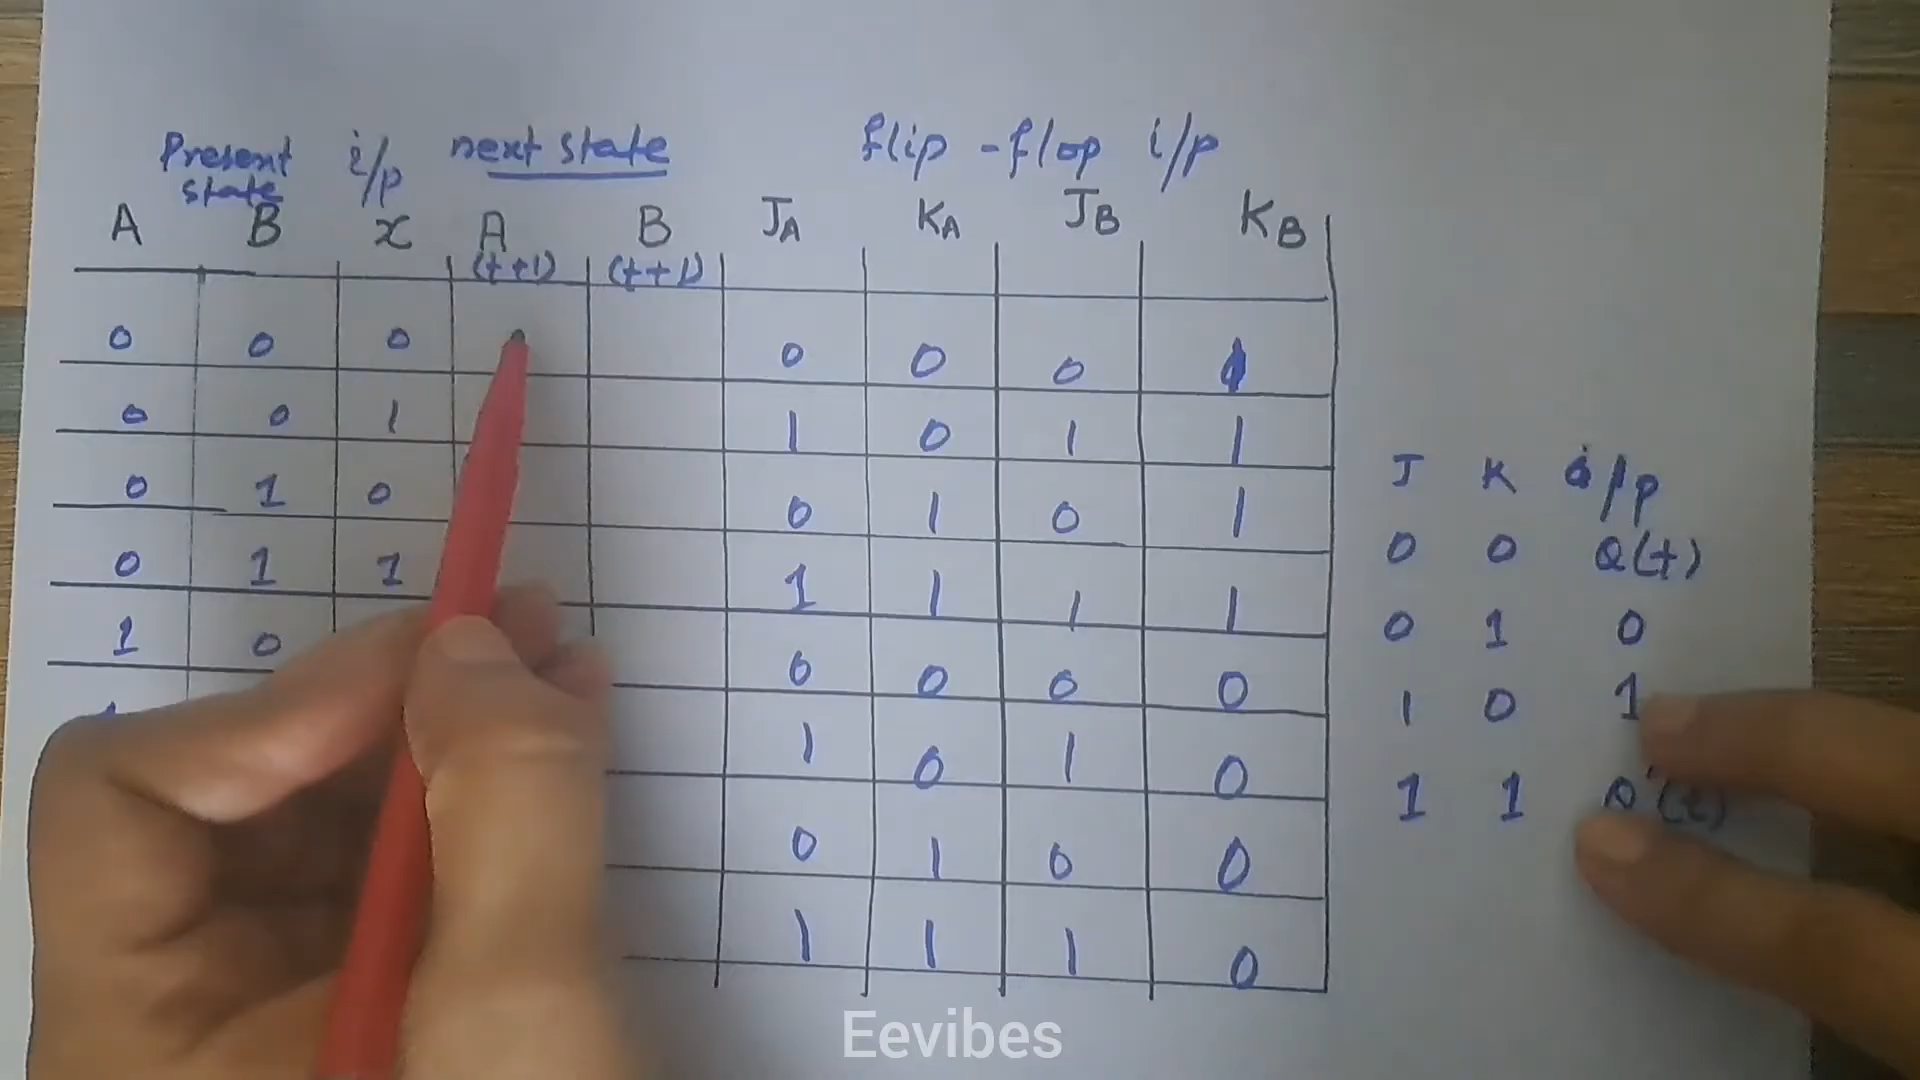 Present state i/p next state flip-flop i/p
A B x A (t+1) B (t+1) JA KA JB KB
0 0 0 0 0 0 1
0 0 1 1 0 1 1
0 1 0 0 1 0 1
0 1 1 1 1 1 1
1 0 0 0 0 0
1 0 1 0
0 1 0 0
1 1 1 0
J K o/p
0 0 Q(t)
0 1 0
1 0 1
1 1 Q'(t)
Eevibes